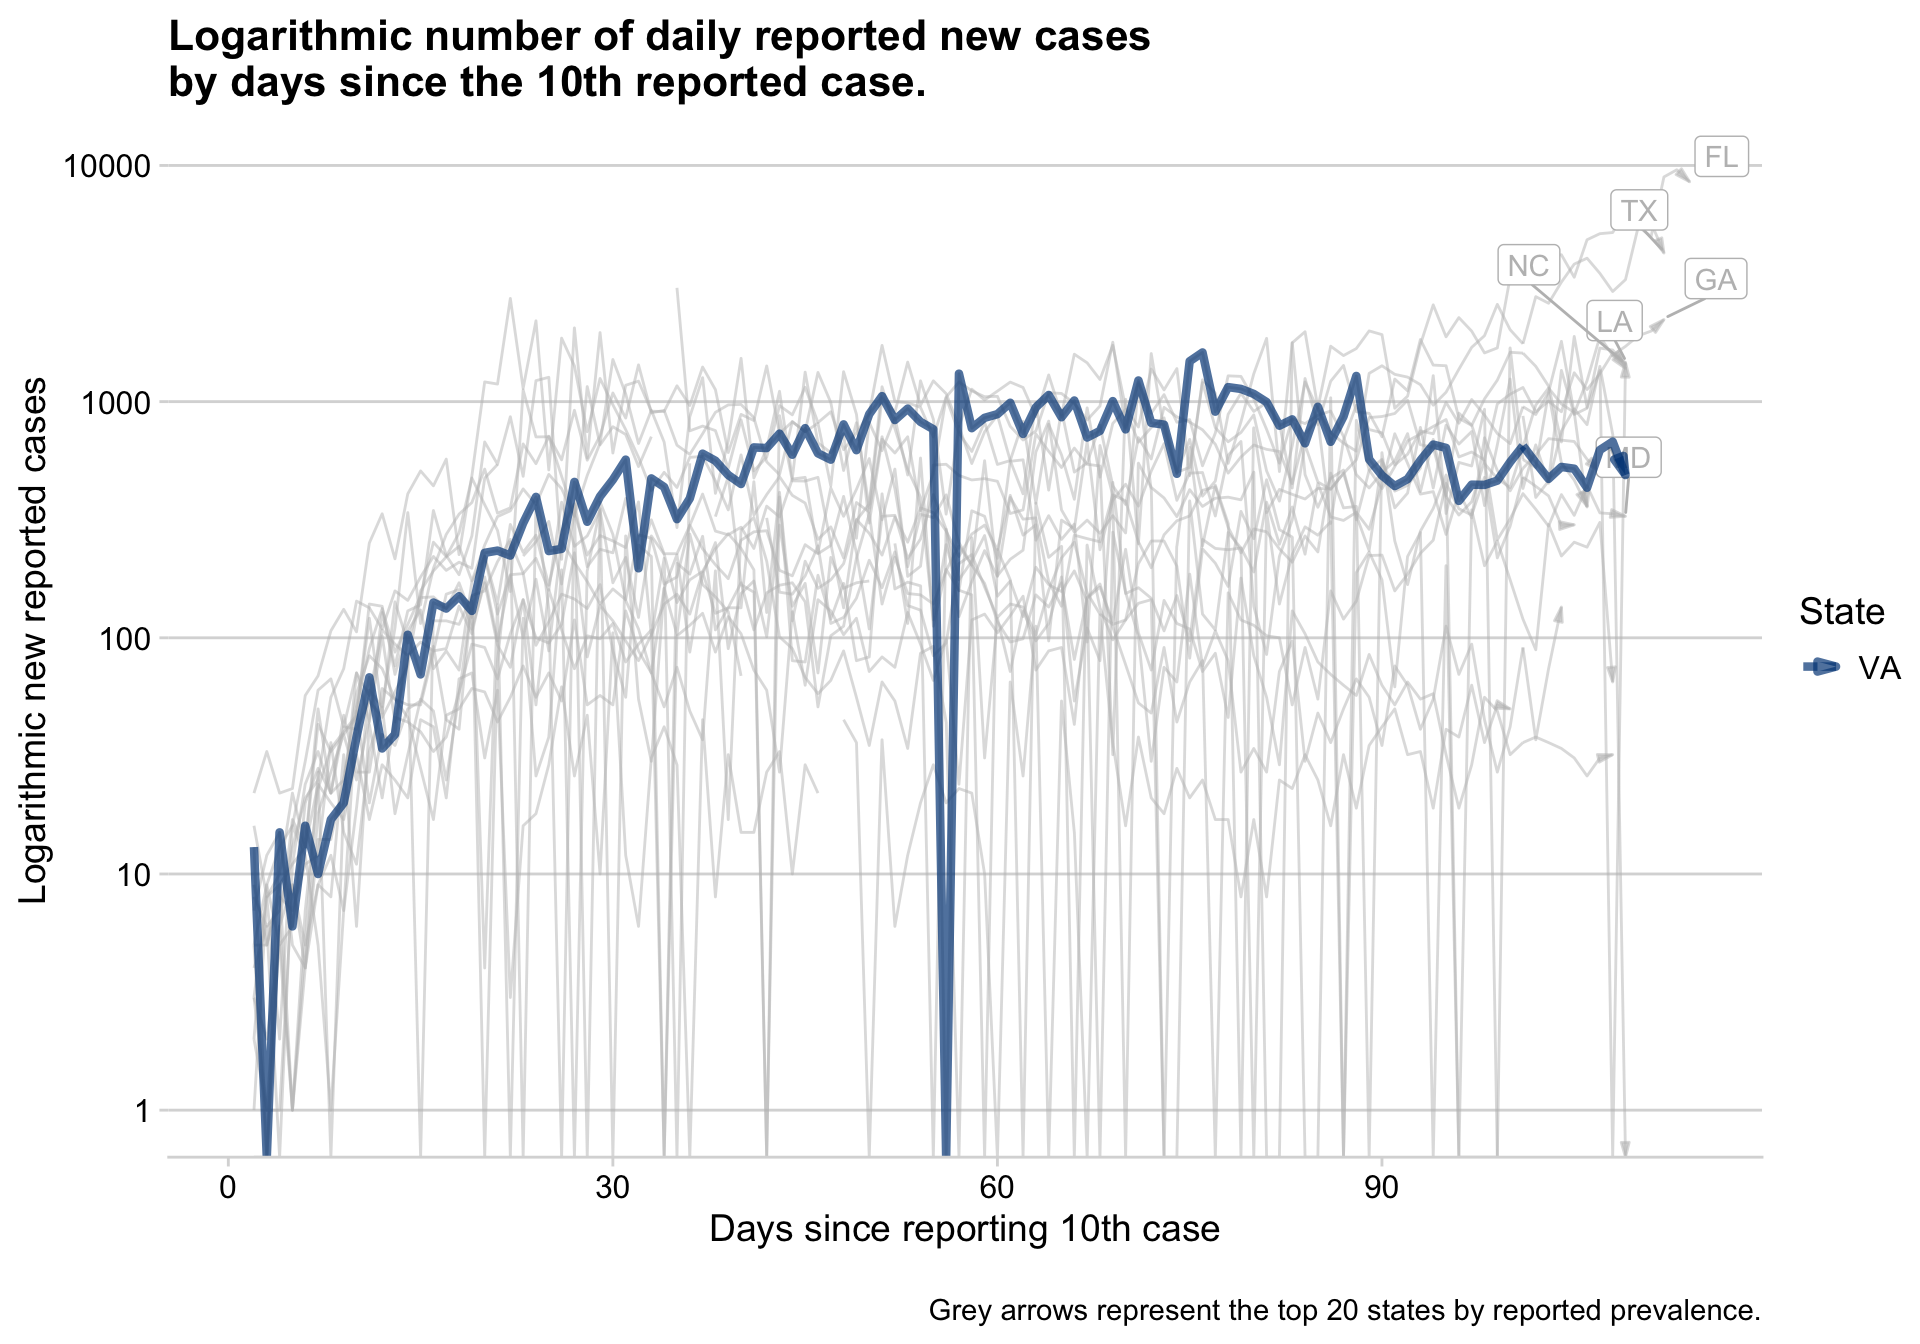 Logarithmic number of daily reported new cases
by days since the 10th reported case.
Logarithmic new reported cases
10000
1000
100
10
1
FL
TX
NC
GA
LA
MD
State
VA
0
30
60
90
Days since reporting 10th case
Grey arrows represent the top 20 states by reported prevalence.